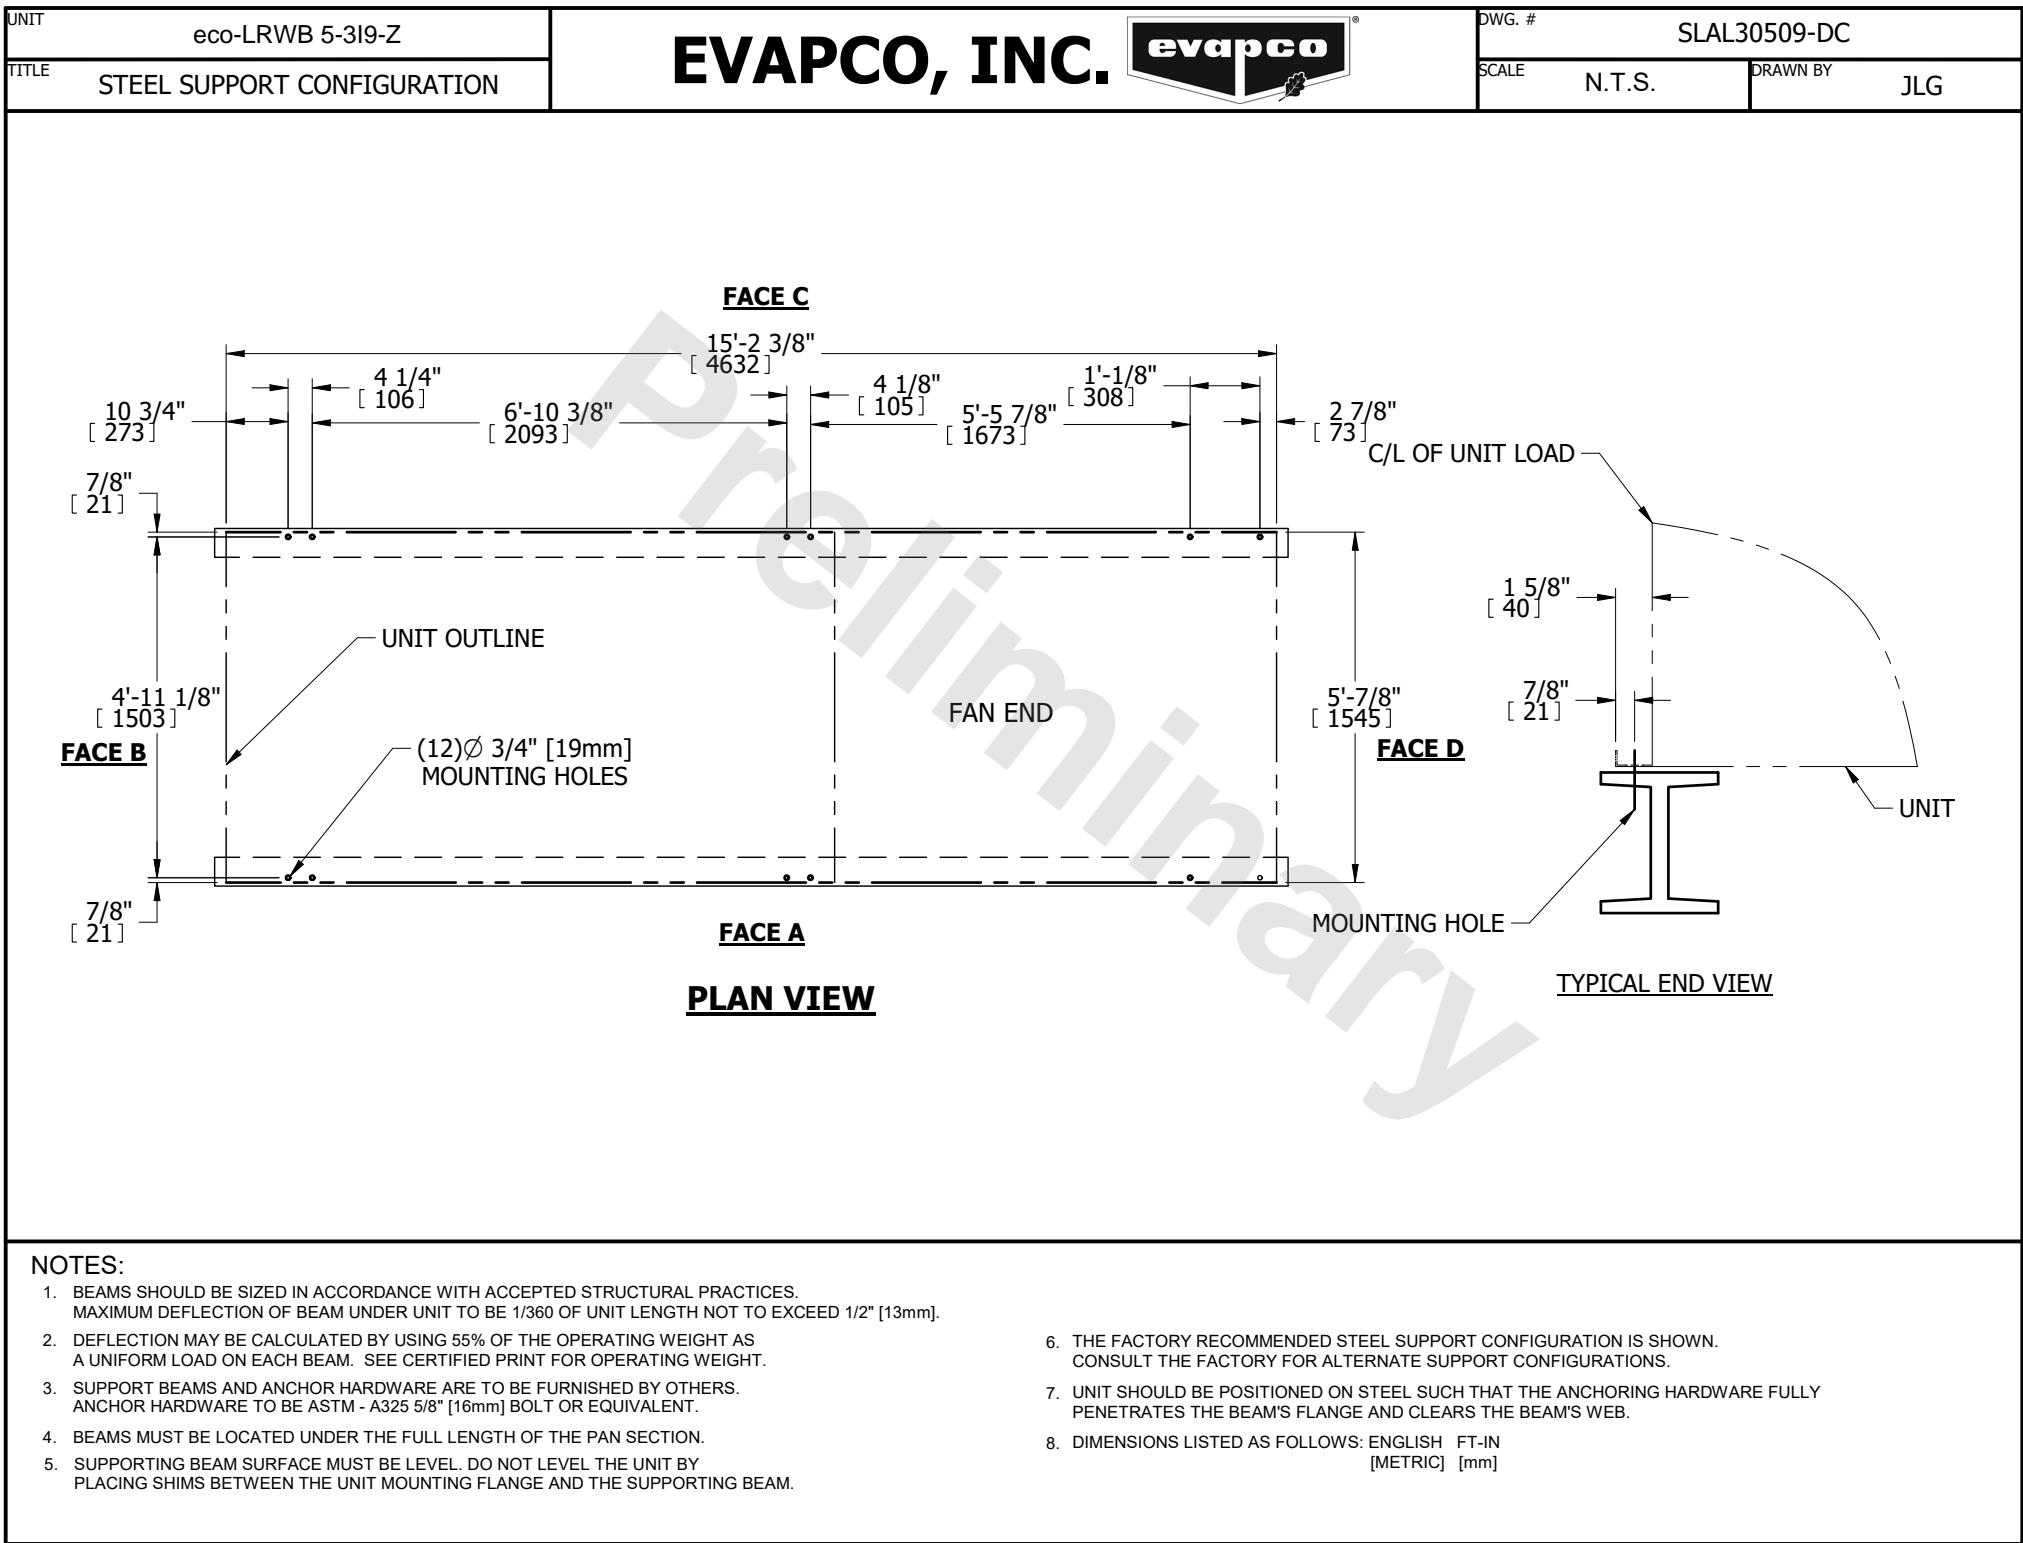 UNIT
eco-LRWB 5-3I9-Z
TITLE
STEEL SUPPORT CONFIGURATION
EVAPCO, INC.
evapco
®
DWG. #
SLAL30509-DC
SCALE
N.T.S.
DRAWN BY
JLG
FACE C
15'-2 3/8"
[ 4632]
4 1/4"
[ 106]
4 1/8"
[ 105]
1'-1/8"
[ 308]
10 3/4"
[ 273]
6'-10 3/8"
[ 2093]
5'-5 7/8"
[ 1673]
2 7/8"
[ 73]
C/L OF UNIT LOAD
7/8"
[ 21]
1 5/8"
[ 40]
UNIT OUTLINE
4'-11 1/8"
[ 1503]
FACE B
FAN END
5'-7/8"
[ 1545]
FACE D
7/8"
[ 21]
(12)Ø 3/4" [19mm]
MOUNTING HOLES
UNIT
7/8"
[ 21]
FACE A
MOUNTING HOLE
PLAN VIEW
TYPICAL END VIEW
Preliminary
NOTES:
1. BEAMS SHOULD BE SIZED IN ACCORDANCE WITH ACCEPTED STRUCTURAL PRACTICES.
MAXIMUM DEFLECTION OF BEAM UNDER UNIT TO BE 1/360 OF UNIT LENGTH NOT TO EXCEED 1/2" [13mm].
2. DEFLECTION MAY BE CALCULATED BY USING 55% OF THE OPERATING WEIGHT AS
A UNIFORM LOAD ON EACH BEAM. SEE CERTIFIED PRINT FOR OPERATING WEIGHT.
3. SUPPORT BEAMS AND ANCHOR HARDWARE ARE TO BE FURNISHED BY OTHERS.
ANCHOR HARDWARE TO BE ASTM - A325 5/8" [16mm] BOLT OR EQUIVALENT.
4. BEAMS MUST BE LOCATED UNDER THE FULL LENGTH OF THE PAN SECTION.
5. SUPPORTING BEAM SURFACE MUST BE LEVEL. DO NOT LEVEL THE UNIT BY
PLACING SHIMS BETWEEN THE UNIT MOUNTING FLANGE AND THE SUPPORTING BEAM.
6. THE FACTORY RECOMMENDED STEEL SUPPORT CONFIGURATION IS SHOWN.
CONSULT THE FACTORY FOR ALTERNATE SUPPORT CONFIGURATIONS.
7. UNIT SHOULD BE POSITIONED ON STEEL SUCH THAT THE ANCHORING HARDWARE FULLY
PENETRATES THE BEAM'S FLANGE AND CLEARS THE BEAM'S WEB.
8. DIMENSIONS LISTED AS FOLLOWS: ENGLISH FT-IN
[METRIC] [mm]